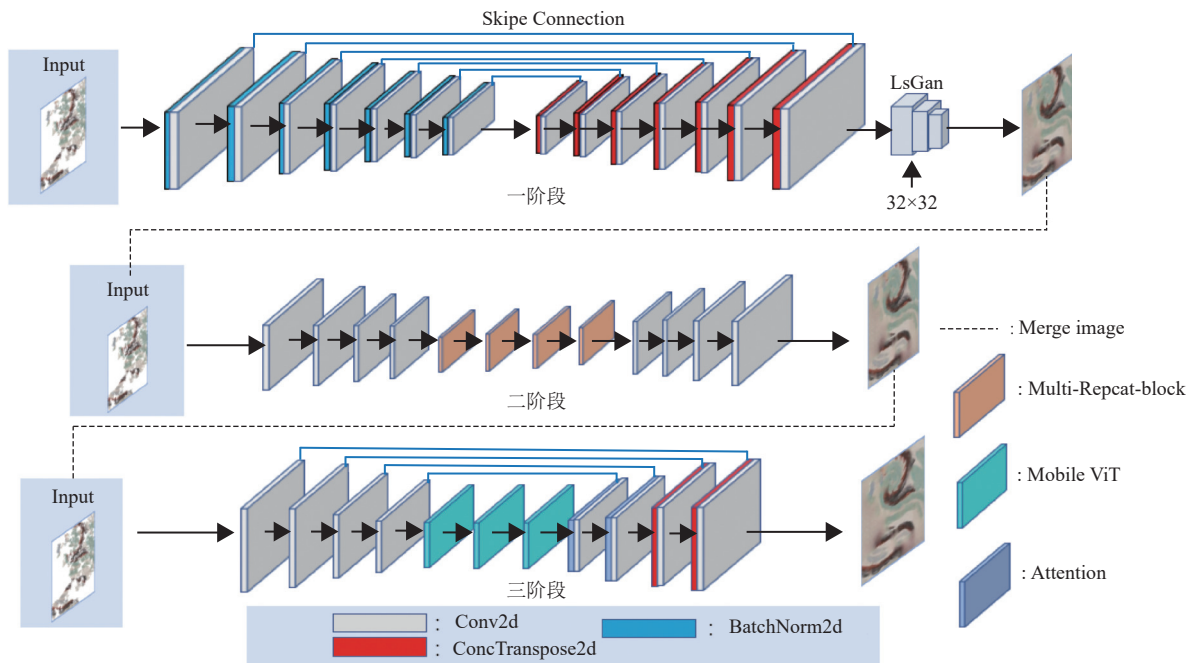 Skipe Connection
Input
LsGan
32×32
一阶段
Input
二阶段
: Merge image
: Multi-Repcat-block
Input
三阶段
: Mobile ViT
: Attention
: Conv2d
: BatchNorm2d
: ConcTranspose2d